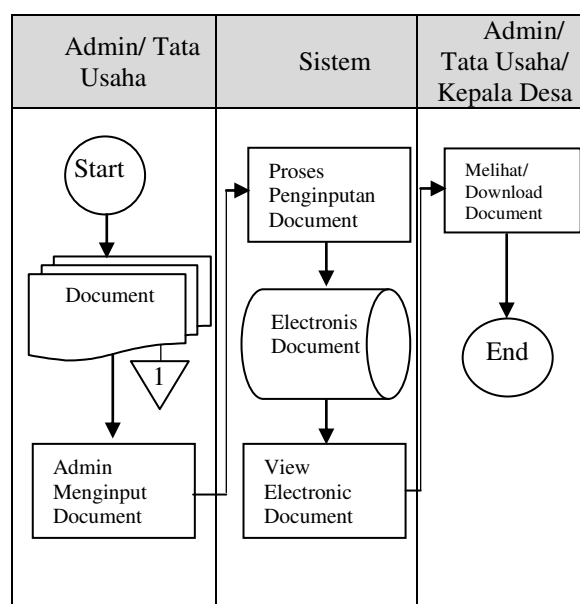 Admin/ Tata
Usaha
Sistem
Admin/
Tata Usaha/
Kepala Desa
Start
Document
1
Admin
Menginput
Document
Proses
Penginputan
Document
Electronis
Document
View
Electronic
Document
Melihat/
Download
Document
End